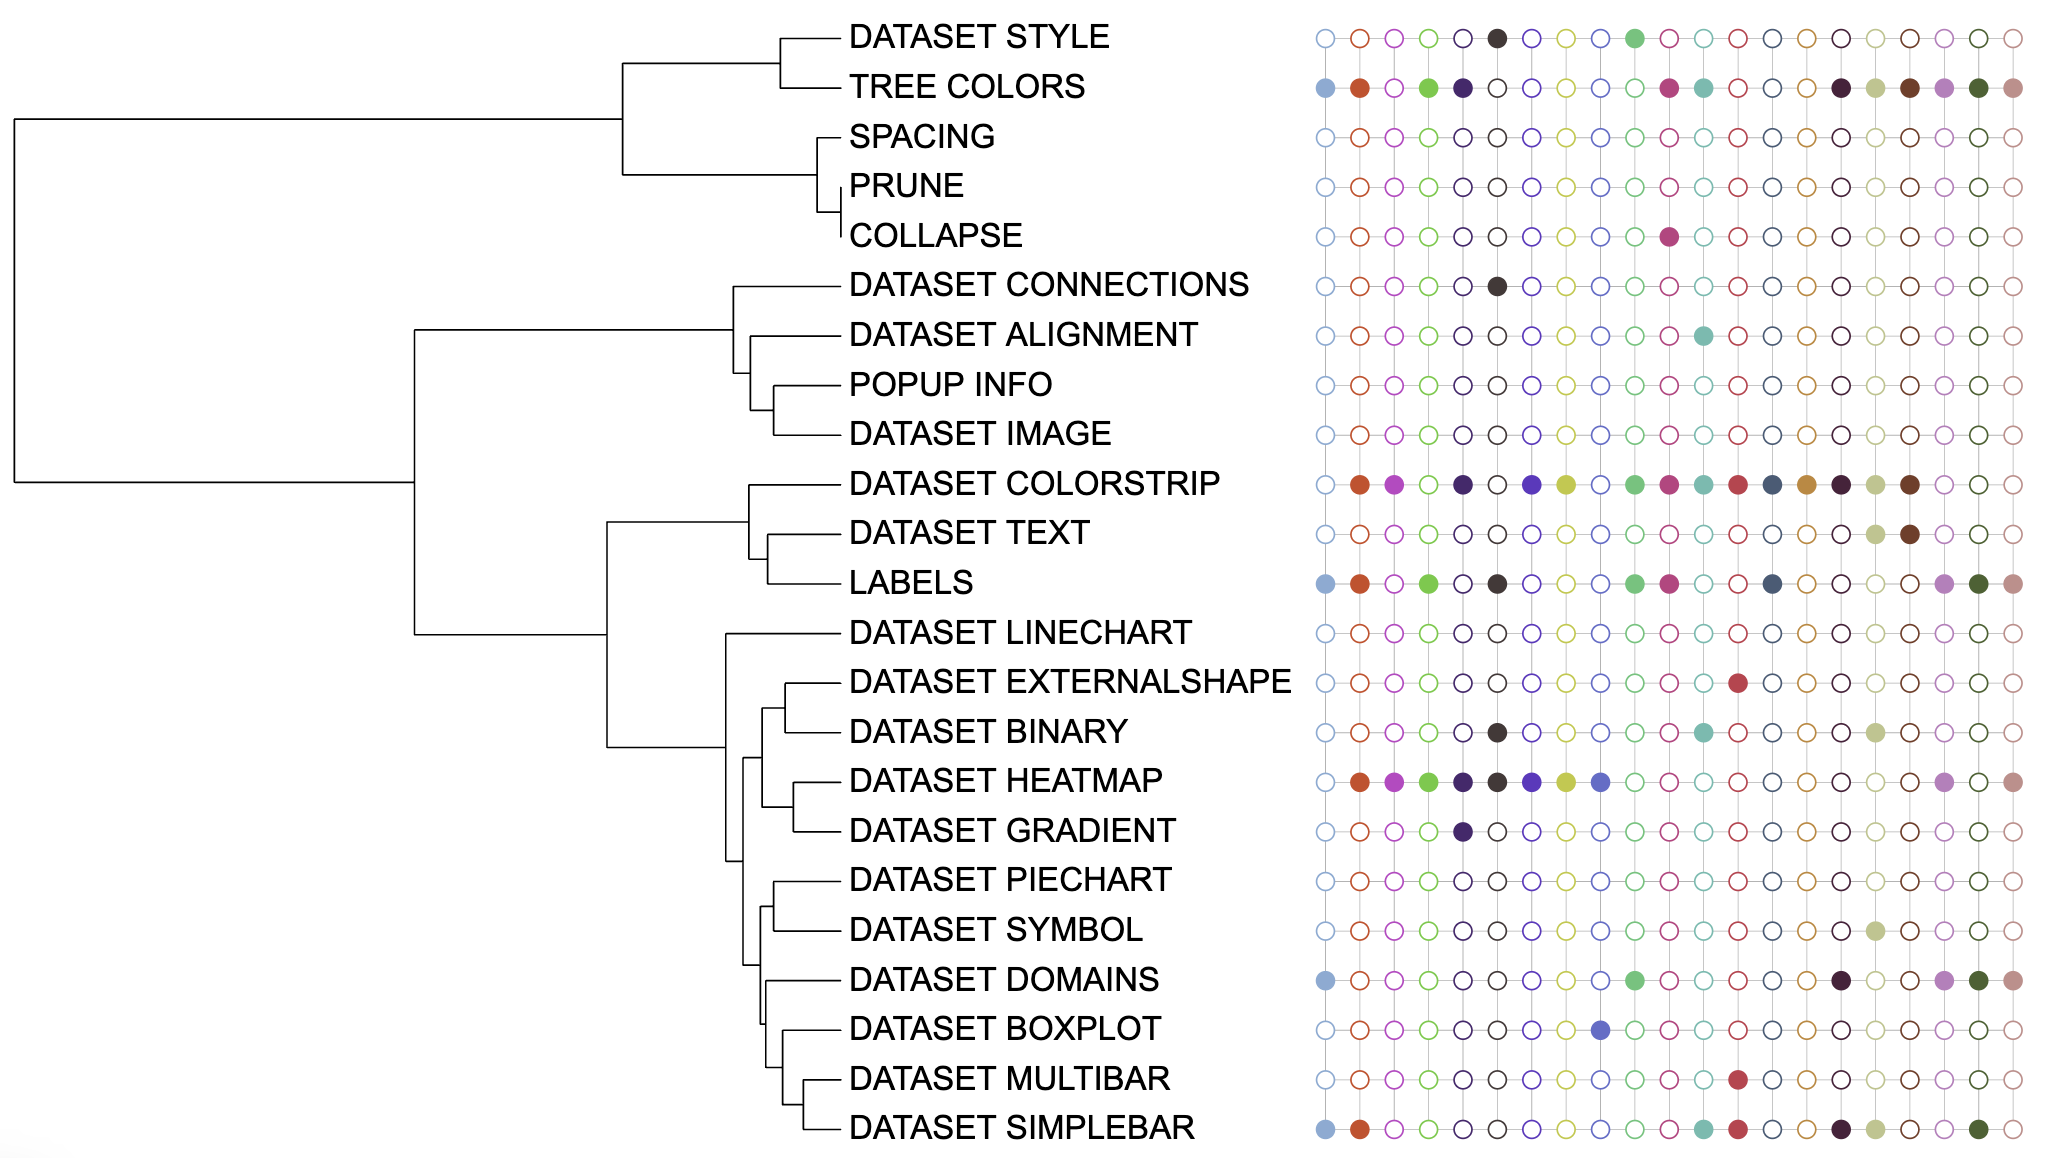 DATASET STYLE
TREE COLORS
SPACING
PRUNE
COLLAPSE
DATASET CONNECTIONS
DATASET ALIGNMENT
POPUP INFO
DATASET IMAGE
DATASET COLORSTRIP
DATASET TEXT
LABELS
DATASET LINECHART
DATASET EXTERNALSHAPE
DATASET BINARY
DATASET HEATMAP
DATASET GRADIENT
DATASET PIECHART
DATASET SYMBOL
DATASET DOMAINS
DATASET BOXPLOT
DATASET MULTIBAR
DATASET SIMPLEBAR